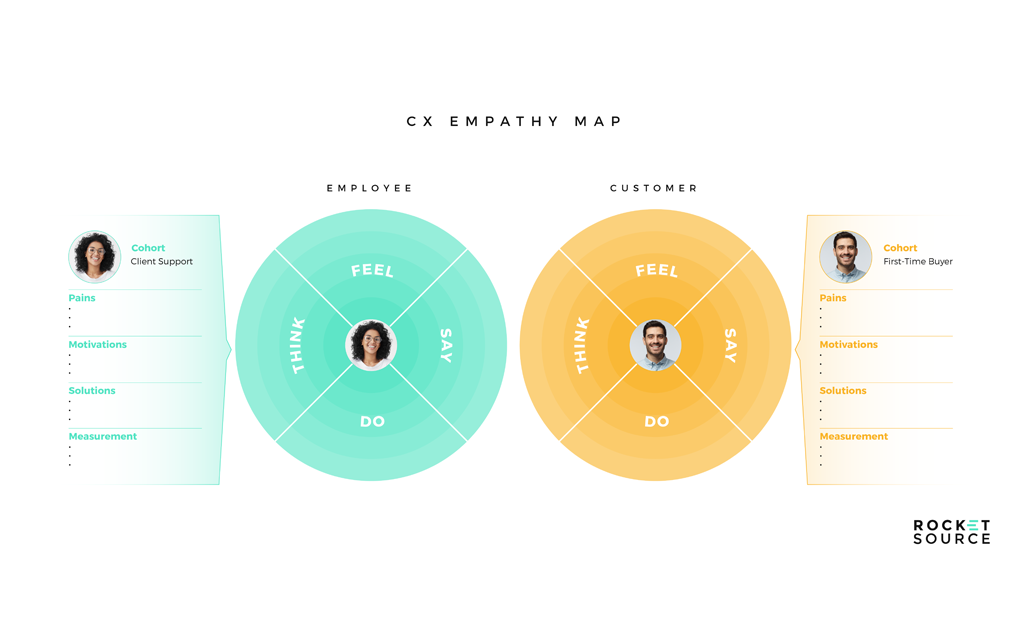 CX EMPATHY MAP
EMPLOYEE
CUSTOMER
Cohort
Client Support
Pains
Motivations
Solutions
Measurement
FEEL
THINK
SAY
DO
FEEL
THINK
SAY
DO
Cohort
First-Time Buyer
Pains
Motivations
Solutions
Measurement
ROCKET
SOURCE